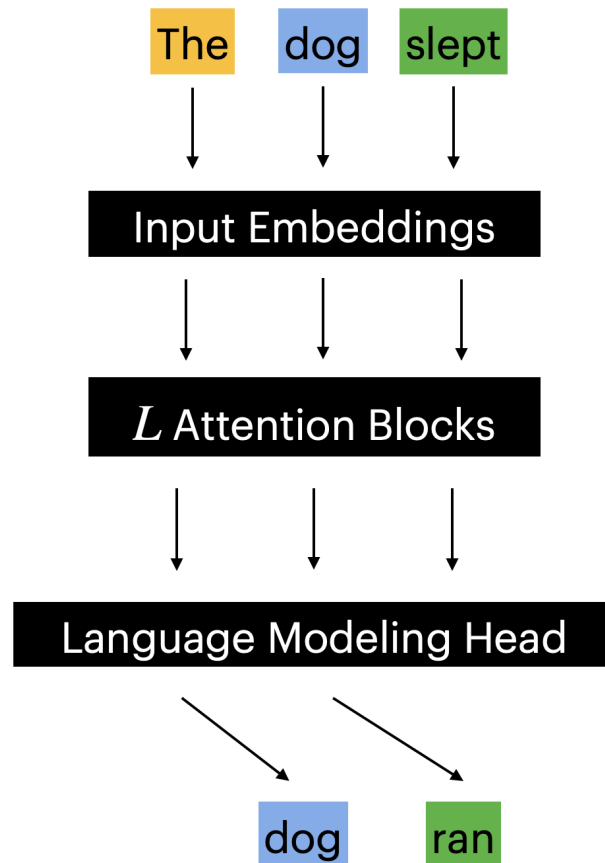 The dog slept
Input Embeddings
L Attention Blocks
Language Modeling Head
dog ran